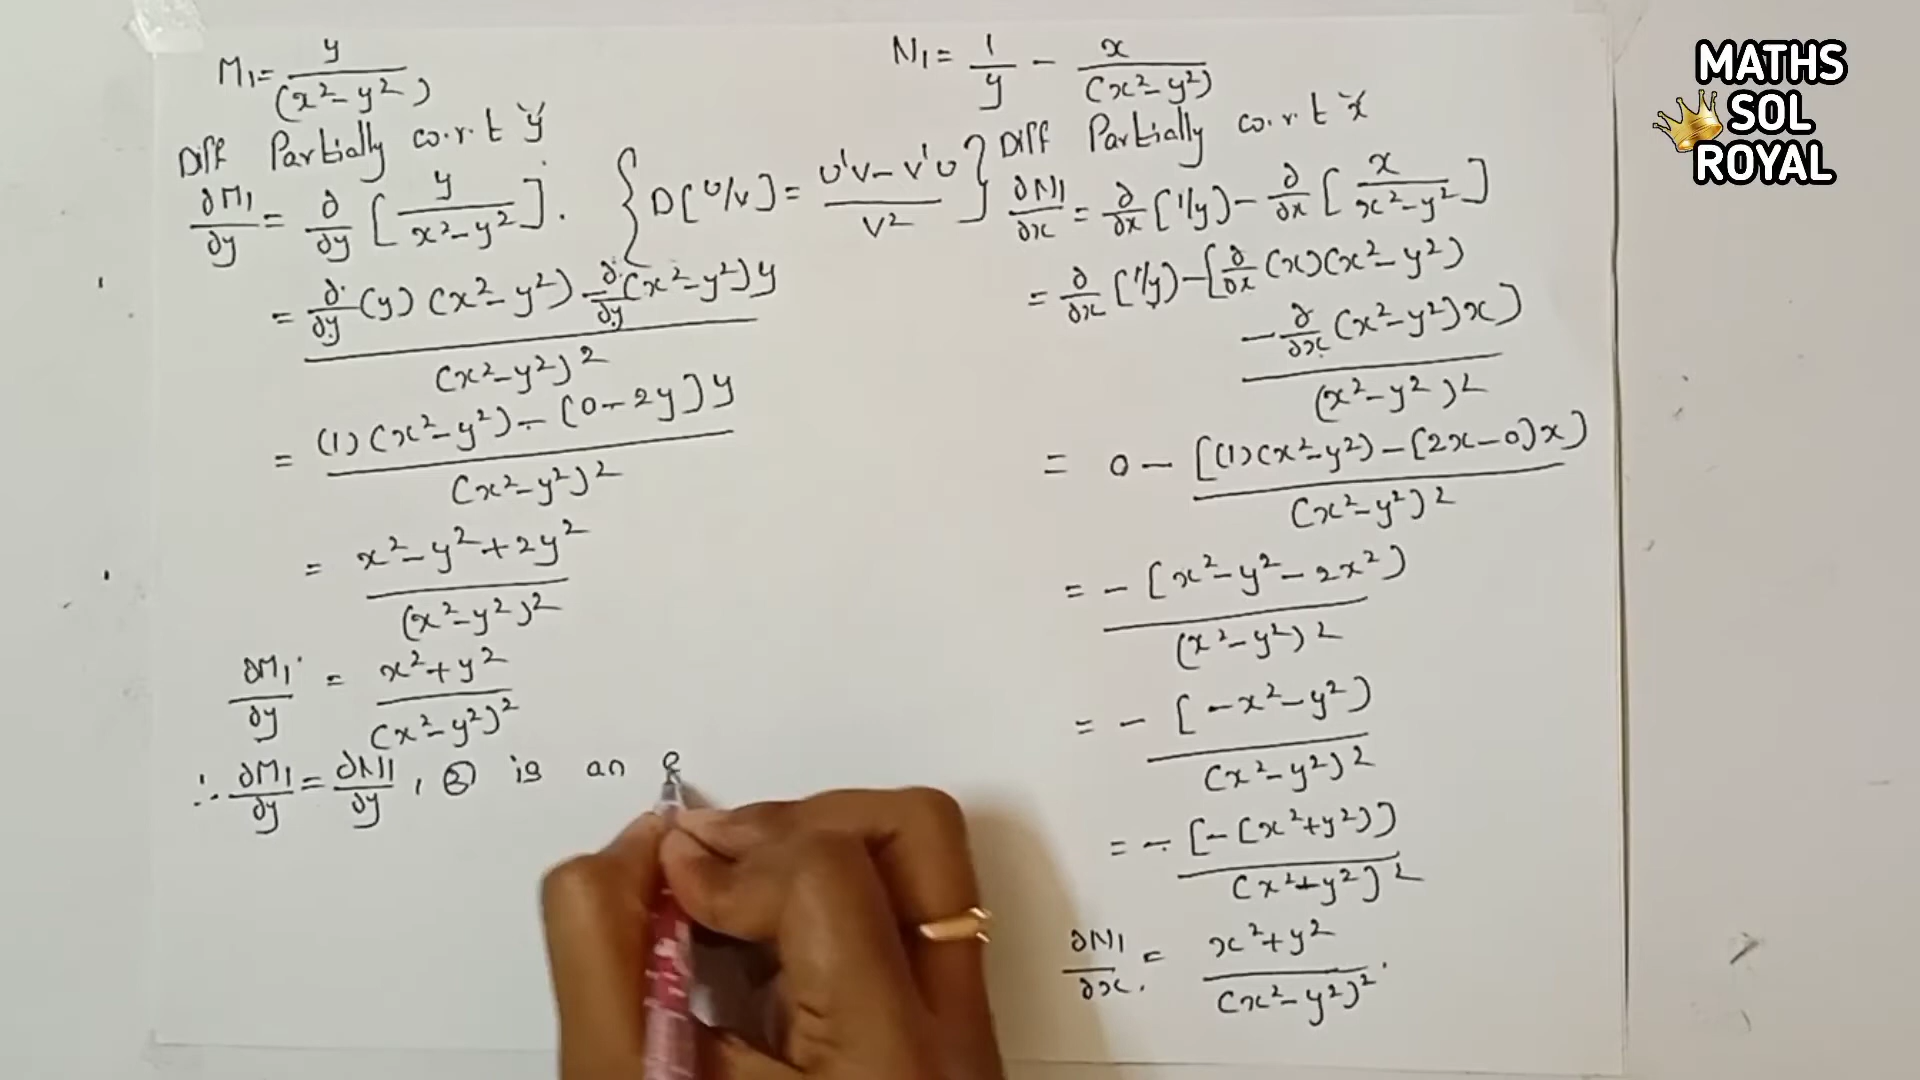 M₁ = y/(x²-y²)
Diff Partially w.r.t y
∂M₁/∂y = ∂/∂y [y/(x²-y²)].
{D[U/V] = (U'V - V'U)/V²}
= (∂/∂y (y) (x²-y²) - ∂/∂y (x²-y²) y)/(x²-y²)²
= ((1)(x²-y²) - (0-2y) y)/(x²-y²)²
= (x²-y²+2y²)/(x²-y²)²
∂M₁/∂y = (x²+y²)/(x²-y²)²
∴ ∂M₁/∂y = ∂N1/∂y, ② is an e
N₁ = 1/y - x/(x²-y²)
Diff Partially w.r.t x
∂N1/∂x = ∂/∂x [1/y] - ∂/∂x [x/(x²-y²)]
= ∂/∂x [1/y] - [∂/∂x (x)(x²-y²)
- ∂/∂x (x²-y²)x]/(x²-y²)²
= 0 - [(1)(x²-y²) - (2x-0)x]/(x²-y²)²
= -[x²-y²-2x²]/(x²-y²)²
= -[-x²-y²]/(x²-y²)²
= -[-(x²+y²)]/(x²-y²)²
∂N1/∂x = (x²+y²)/(x²-y²)².
MATHS
SOL
ROYAL